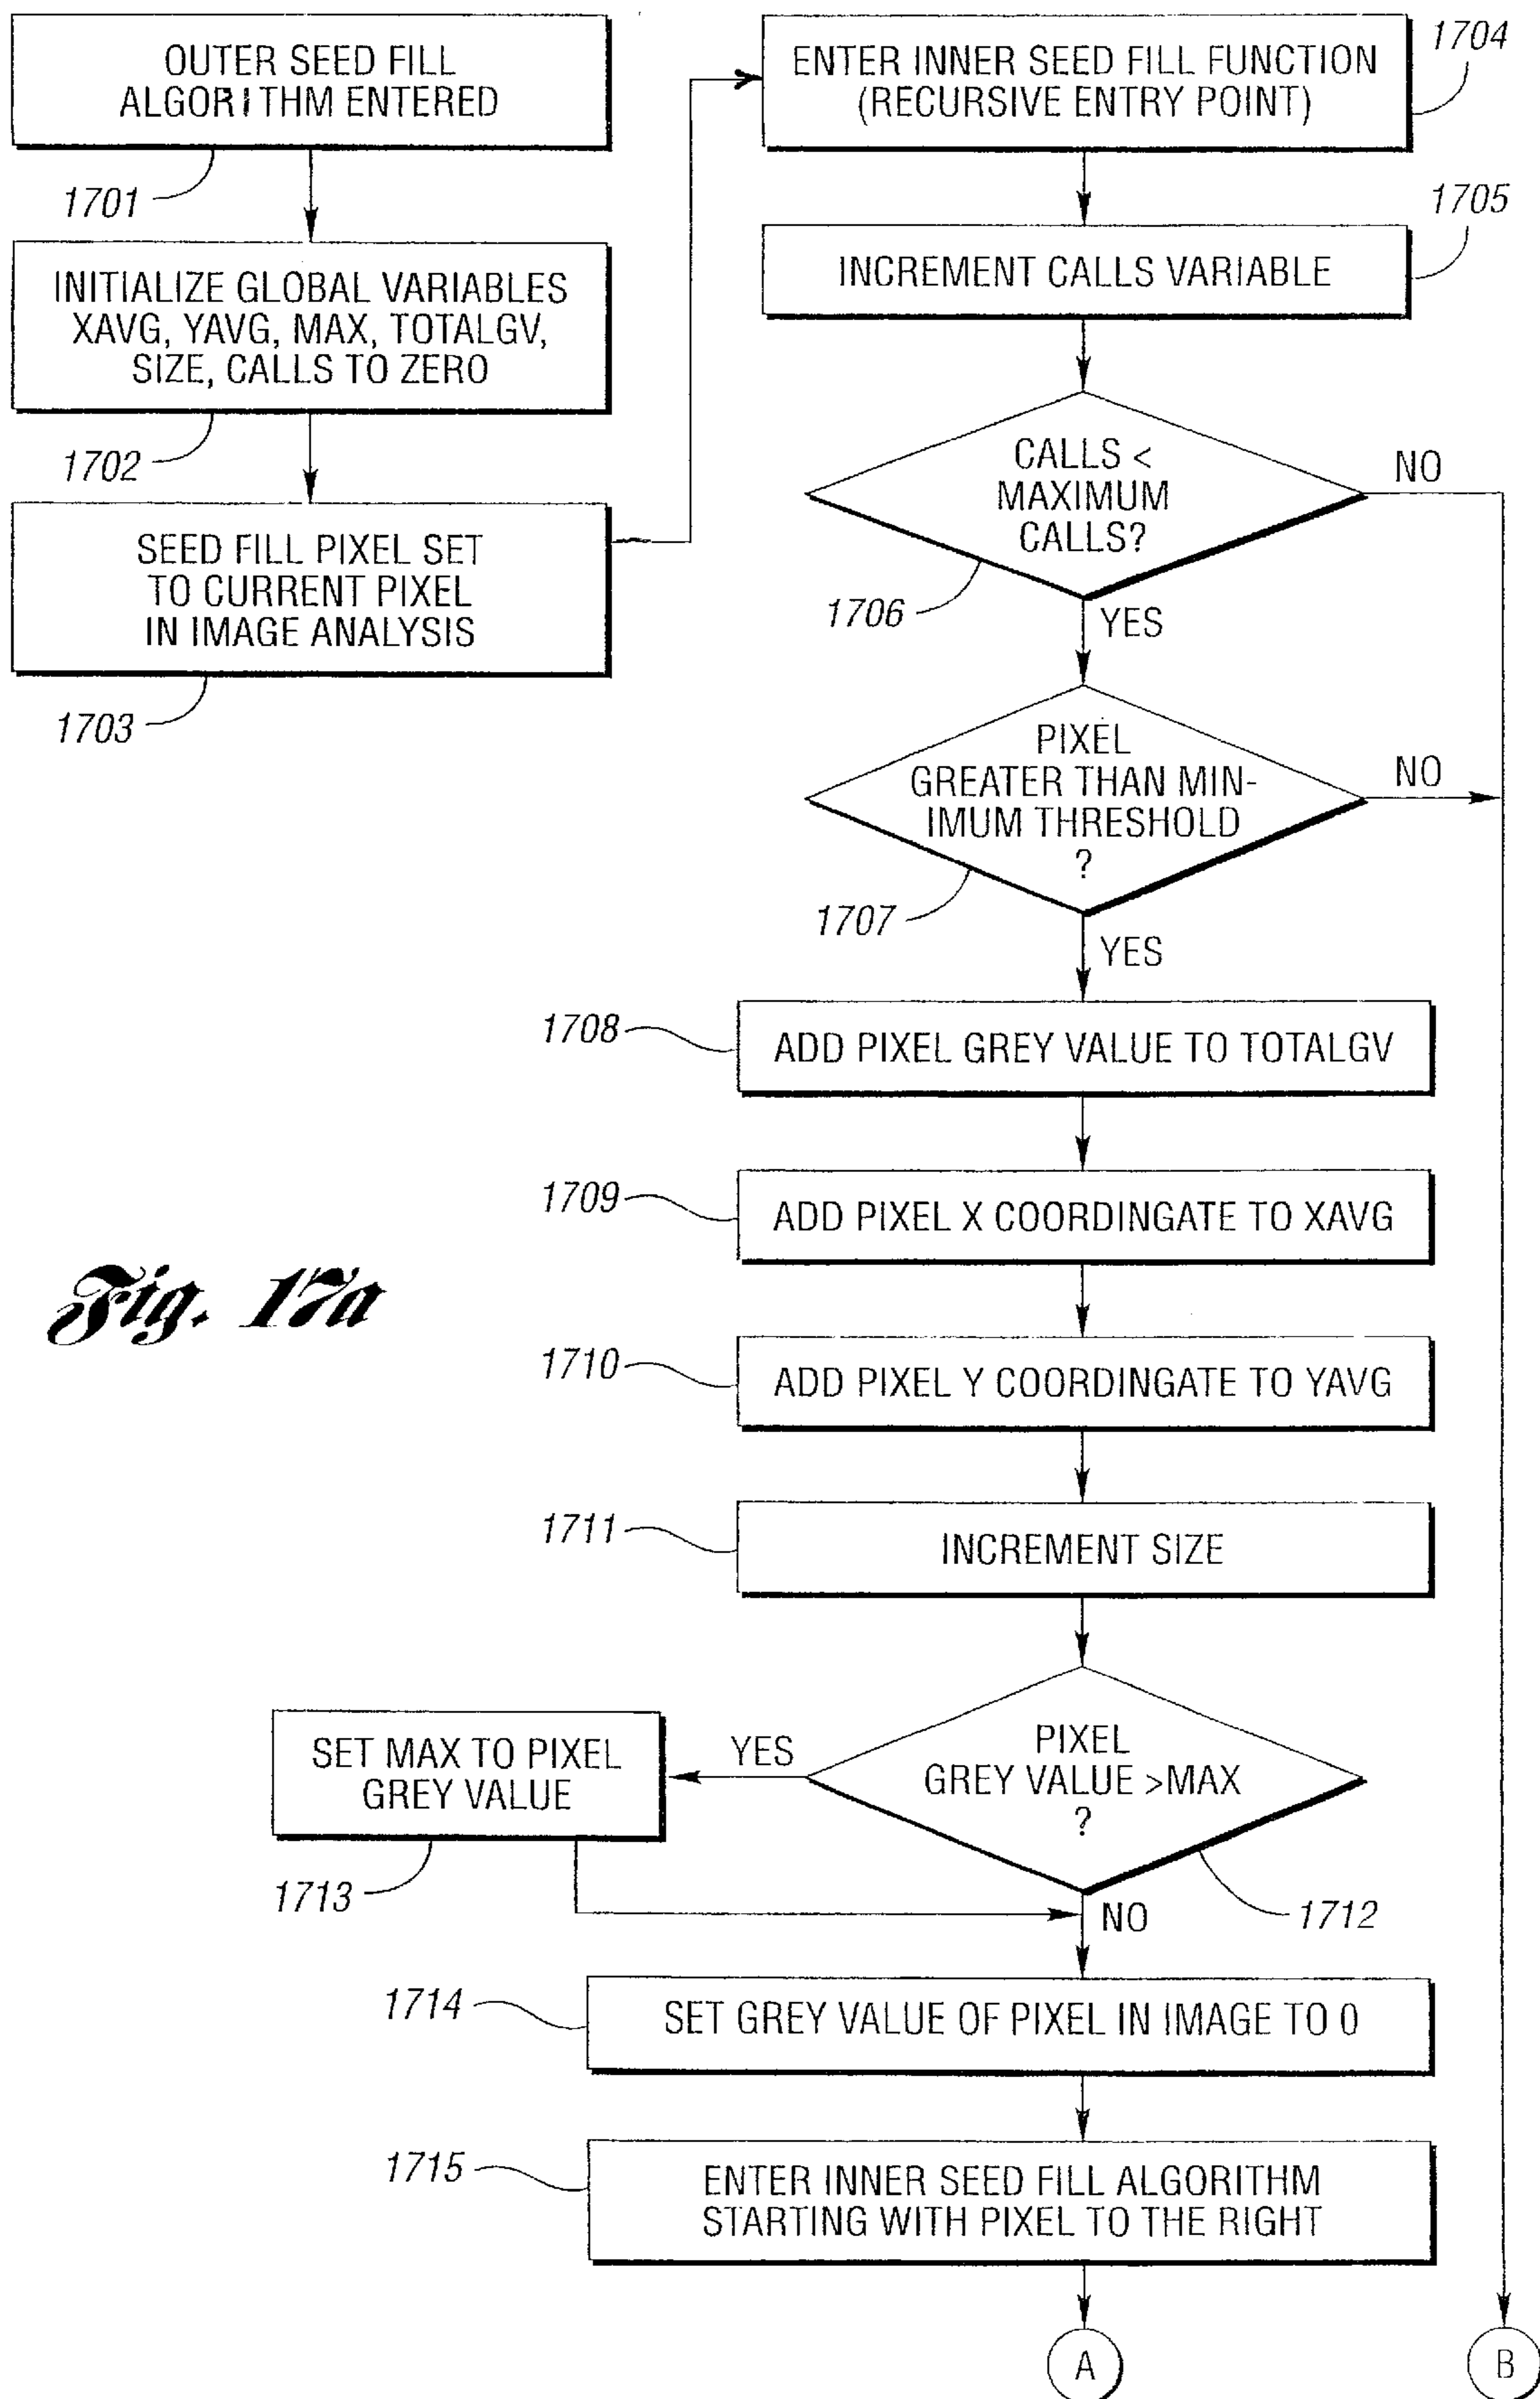 OUTER SEED FILL
ALGORITHM ENTERED
1701
INITIALIZE GLOBAL VARIABLES
XAVG, YAVG, MAX, TOTALGV,
SIZE, CALLS TO ZERO
1702
SEED FILL PIXEL SET
TO CURRENT PIXEL
IN IMAGE ANALYSIS
1703
ENTER INNER SEED FILL FUNCTION
(RECURSIVE ENTRY POINT)
1704
INCREMENT CALLS VARIABLE
1705
CALLS <
MAXIMUM
CALLS?
NO
1706
YES
PIXEL
GREATER THAN MIN-
IMUM THRESHOLD
?
NO
1707
YES
1708
ADD PIXEL GREY VALUE TO TOTALGV
1709
ADD PIXEL X COORDINGATE TO XAVG
Fig. 17a
1710
ADD PIXEL Y COORDINGATE TO YAVG
1711
INCREMENT SIZE
PIXEL
GREY VALUE >MAX
?
YES
SET MAX TO PIXEL
GREY VALUE
1713
NO
1712
1714
SET GREY VALUE OF PIXEL IN IMAGE TO 0
1715
ENTER INNER SEED FILL ALGORITHM
STARTING WITH PIXEL TO THE RIGHT
A
B